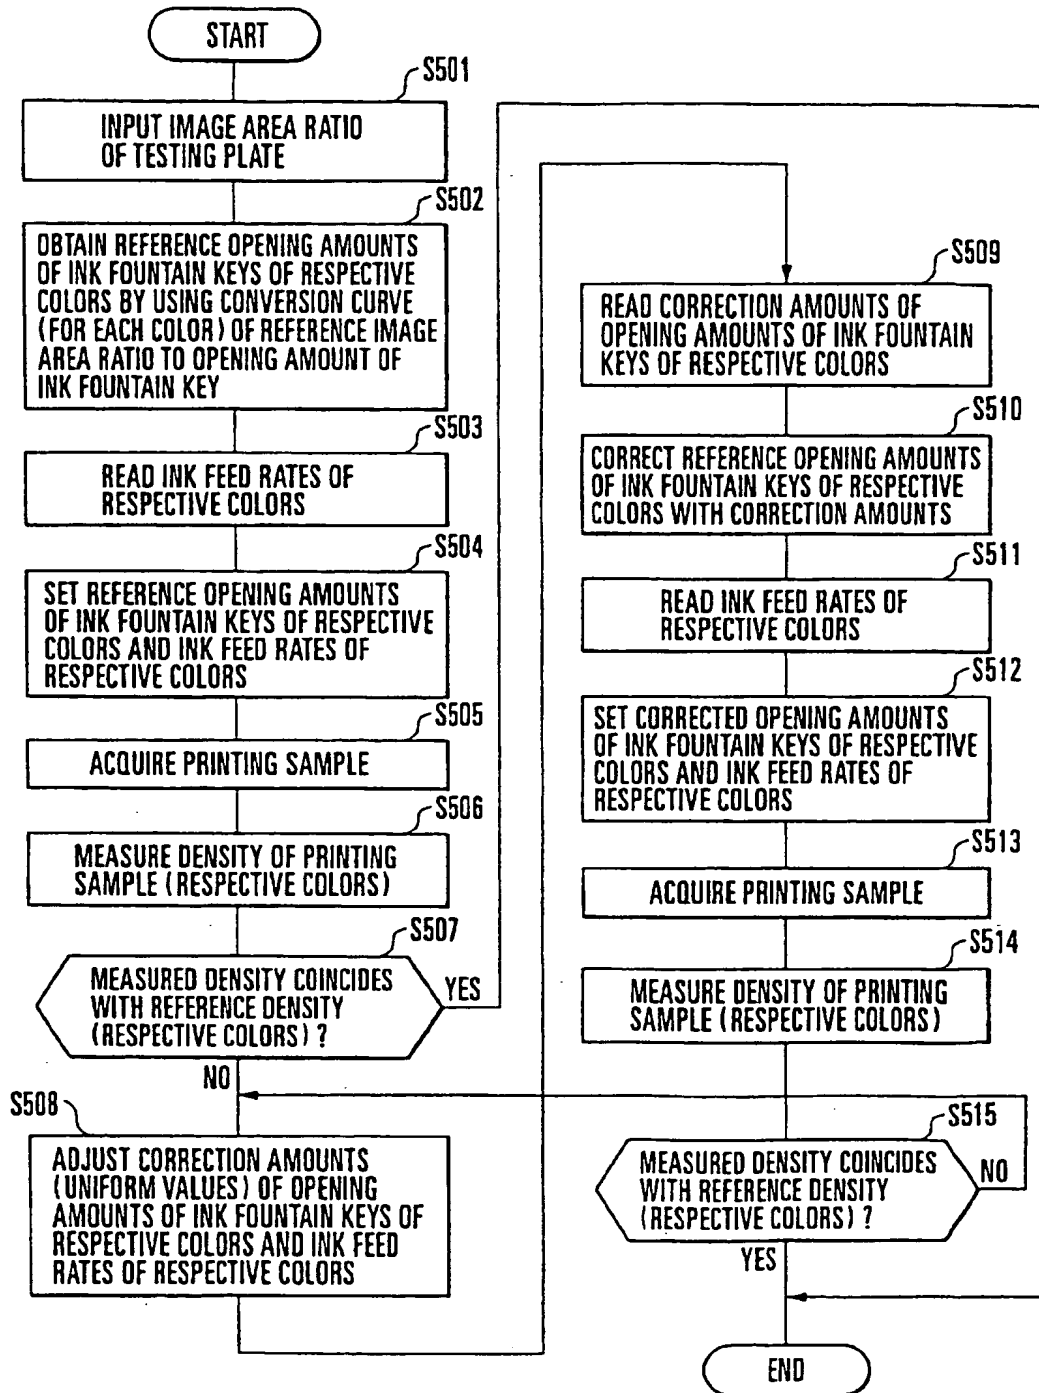 START
S501
INPUT IMAGE AREA RATIO
OF TESTING PLATE
S502
OBTAIN REFERENCE OPENING AMOUNTS
OF INK FOUNTAIN KEYS OF RESPECTIVE
COLORS BY USING CONVERSION CURVE
(FOR EACH COLOR) OF REFERENCE IMAGE
AREA RATIO TO OPENING AMOUNT OF
INK FOUNTAIN KEY
S503
READ INK FEED RATES OF
RESPECTIVE COLORS
S504
SET REFERENCE OPENING AMOUNTS
OF INK FOUNTAIN KEYS OF RESPECTIVE
COLORS AND INK FEED RATES OF
RESPECTIVE COLORS
S505
ACQUIRE PRINTING SAMPLE
S506
MEASURE DENSITY OF PRINTING
SAMPLE (RESPECTIVE COLORS)
S507
MEASURED DENSITY COINCIDES
WITH REFERENCE DENSITY
(RESPECTIVE COLORS) ?
YES
NO
S508
ADJUST CORRECTION AMOUNTS
(UNIFORM VALUES) OF OPENING
AMOUNTS OF INK FOUNTAIN KEYS OF
RESPECTIVE COLORS AND INK FEED
RATES OF RESPECTIVE COLORS
S509
READ CORRECTION AMOUNTS OF
OPENING AMOUNTS OF INK FOUNTAIN
KEYS OF RESPECTIVE COLORS
S510
CORRECT REFERENCE OPENING AMOUNTS
OF INK FOUNTAIN KEYS OF RESPECTIVE
COLORS WITH CORRECTION AMOUNTS
S511
READ INK FEED RATES OF
RESPECTIVE COLORS
S512
SET CORRECTED OPENING AMOUNTS
OF INK FOUNTAIN KEYS OF RESPECTIVE
COLORS AND INK FEED RATES OF
RESPECTIVE COLORS
S513
ACQUIRE PRINTING SAMPLE
S514
MEASURE DENSITY OF PRINTING
SAMPLE (RESPECTIVE COLORS)
S515
MEASURED DENSITY COINCIDES
WITH REFERENCE DENSITY
(RESPECTIVE COLORS) ?
NO
YES
END